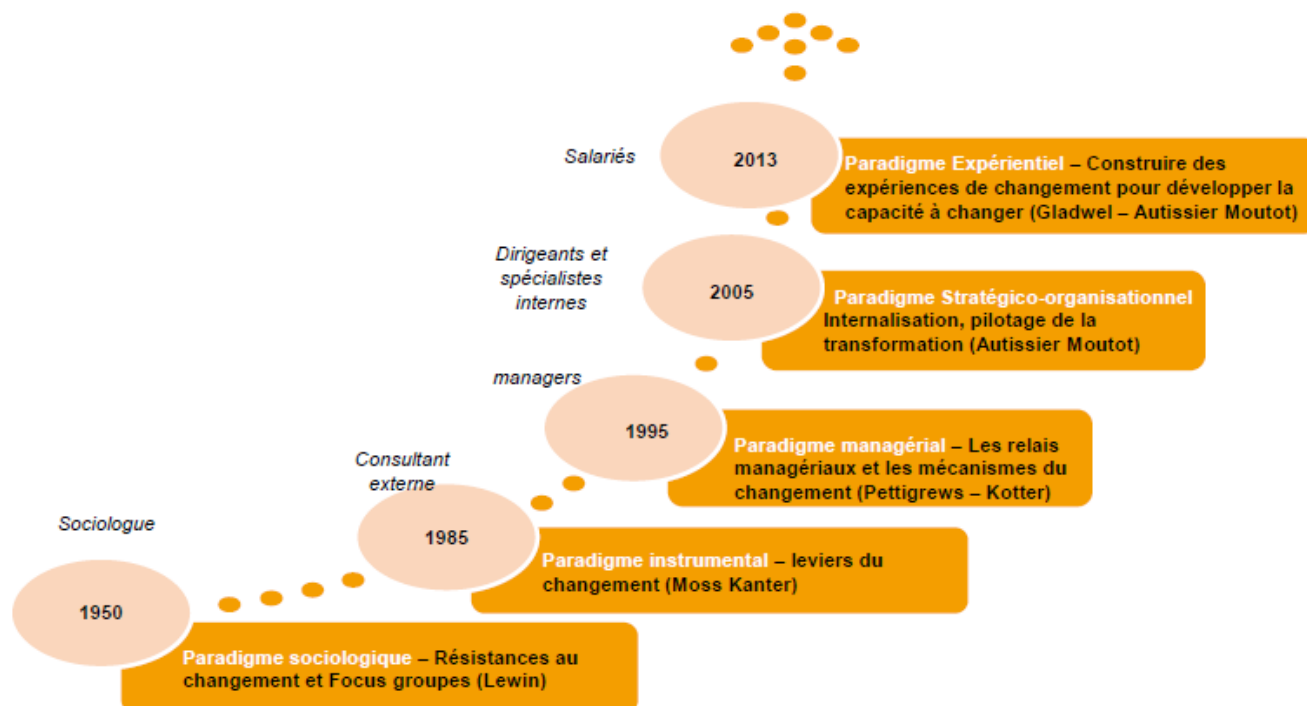 Salariés
2013
Paradigme Expérientiel – Construire des
expériences de changement pour développer la
capacité à changer (Gladwel – Autissier Moutot)
Dirigeants et
spécialistes
internes
2005
Paradigme Stratégico-organisationnel
Internalisation, pilotage de la
transformation (Autissier Moutot)
managers
1995
Paradigme managérial – Les relais
managériaux et les mécanismes du
changement (Pettigrews – Kotter)
Consultant
externe
1985
Paradigme instrumental – leviers du
changement (Moss Kanter)
Sociologue
1950
Paradigme sociologique – Résistances au
changement et Focus groupes (Lewin)